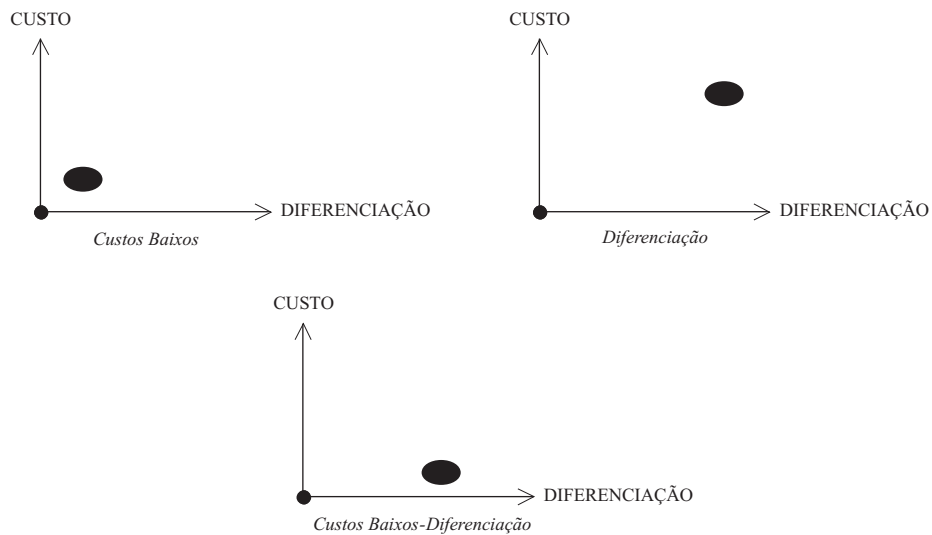 CUSTO
DIFERENCIAÇÃO
Custos Baixos
CUSTO
DIFERENCIAÇÃO
Diferenciação
CUSTO
DIFERENCIAÇÃO
Custos Baixos-Diferenciação